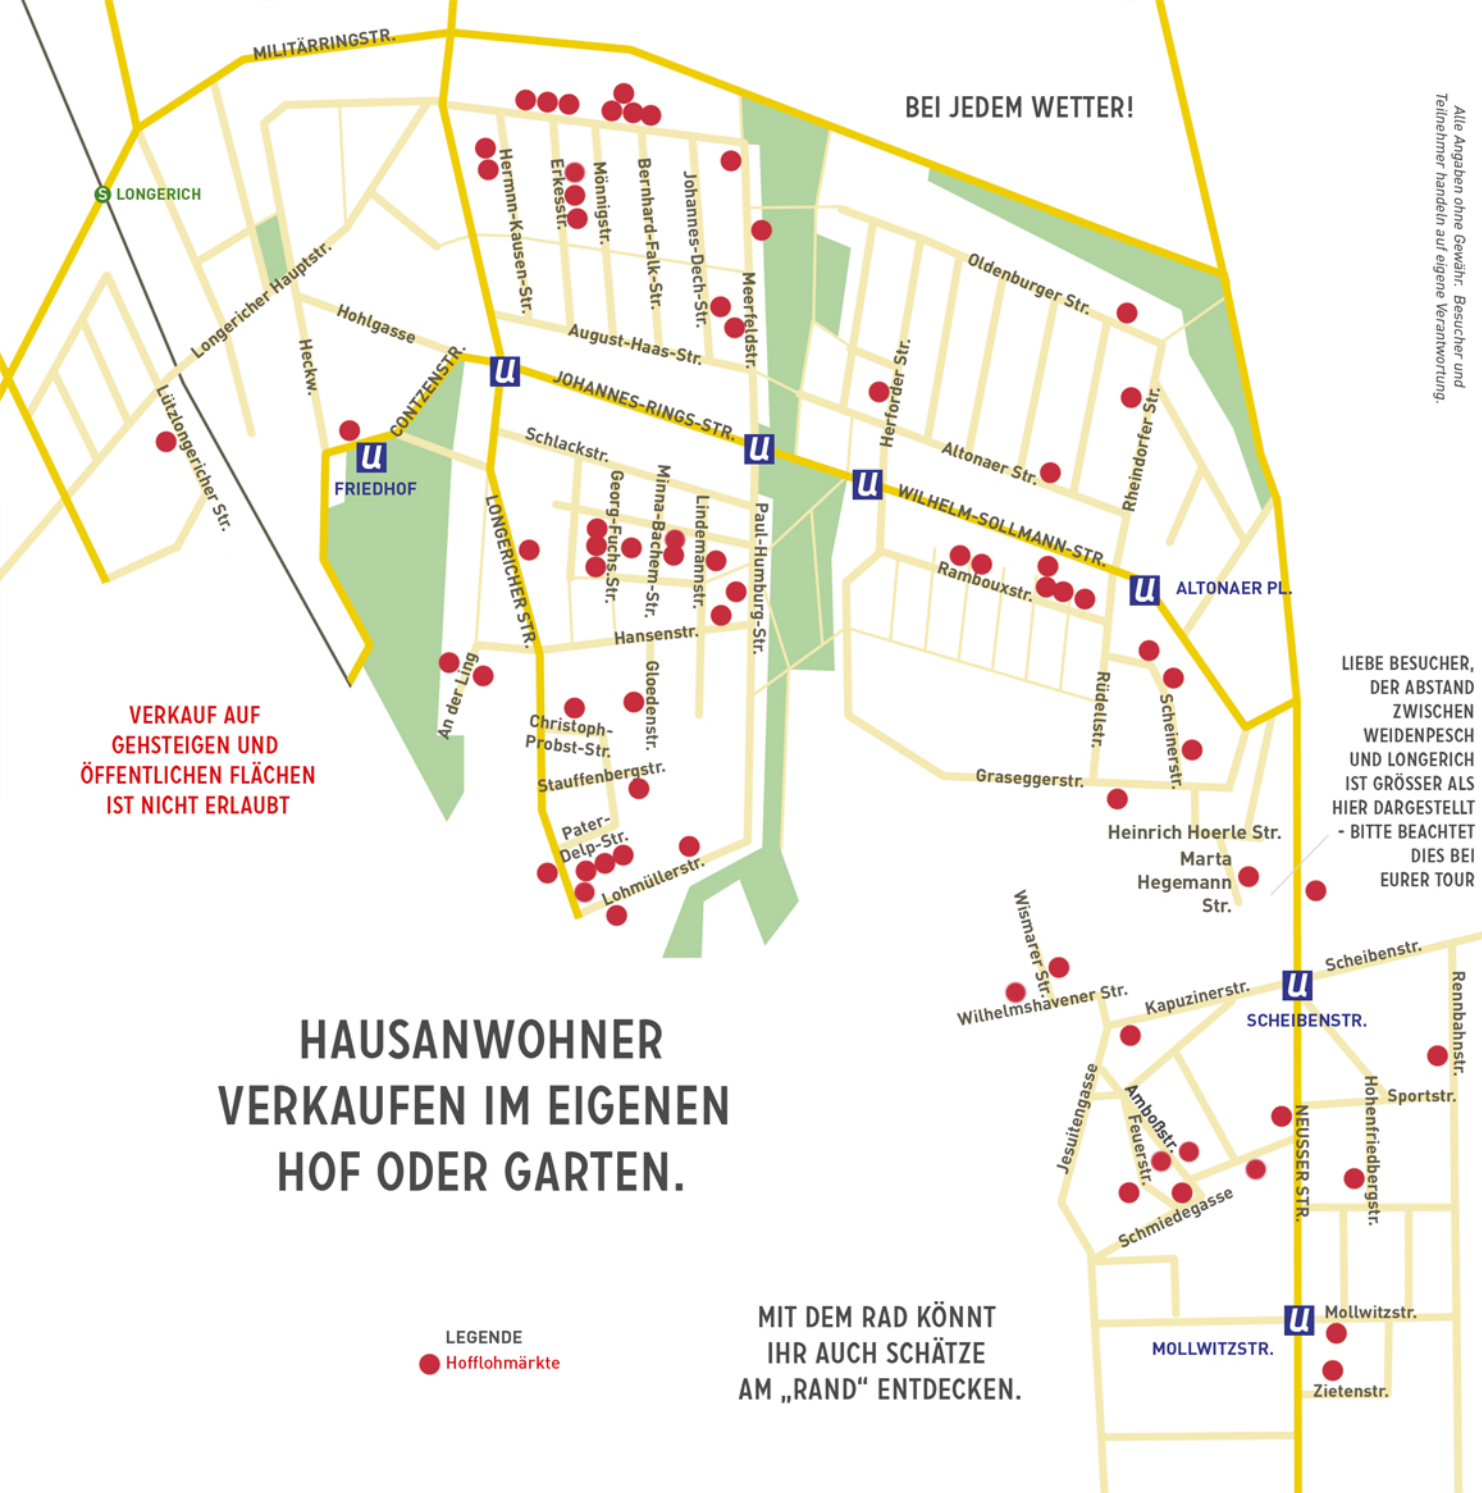 MILITÄRRINGSTR.
BEI JEDEM WETTER!
Alle Angaben ohne Gewähr. Besucher und
Teilnehmer handeln auf eigene Verantwortung.
S LONGERICH
Hermnn-Kausen-Str.
Erkesstr.
Mönnigstr.
Bernhard-Falk-Str.
Johannes-Dech-Str.
Meerfeldstr.
Oldenburger Str.
Longericher Hauptstr.
Hohlgasse
Heckw.
August-Haas-Str.
CONTZENSTR.
U
JOHANNES-RINGS-STR.
Herforder Str.
Rheindorfer Str.
Lützlongericher Str.
U
FRIEDHOF
Schlackstr.
U
Altonaer Str.
U
WILHELM-SOLLMANN-STR.
LONGERICHER STR.
Georg-Fuchs.Str.
Minna-Bachem-Str.
Lindemannstr.
Paul-Humburg-Str.
Rambouxstr.
U
ALTONAER PL.
Hansenstr.
An der Ling
Gloedenstr.
Rüdellstr.
Scheinerstr.
LIEBE BESUCHER,
DER ABSTAND
ZWISCHEN
WEIDENPESCH
UND LONGERICH
IST GRÖSSER ALS
HIER DARGESTELLT
- BITTE BEACHTET
DIES BEI
EURER TOUR
VERKAUF AUF
GEHSTEIGEN UND
ÖFFENTLICHEN FLÄCHEN
IST NICHT ERLAUBT
Christoph-
Probst-Str.
Stauffenbergstr.
Graseggerstr.
Pater-
Delp-Str.
Lohmüllerstr.
Heinrich Hoerle Str.
Marta
Hegemann
Str.
Wismarer Str.
Wilhelmshavener Str.
Kapuzinerstr.
Scheibenstr.
U
SCHEIBENSTR.
Rennbahnstr.
HAUSANWOHNER
VERKAUFEN IM EIGENEN
HOF ODER GARTEN.
Jesuitengasse
Amboßstr.
Feuerstr.
Schmiedegasse
NEUSSER STR.
Hohenfriedbergstr.
Sportstr.
U
MOLLWITZSTR.
Mollwitzstr.
Zietenstr.
LEGENDE
Hofflohmärkte
MIT DEM RAD KÖNNT
IHR AUCH SCHÄTZE
AM „RAND“ ENTDECKEN.